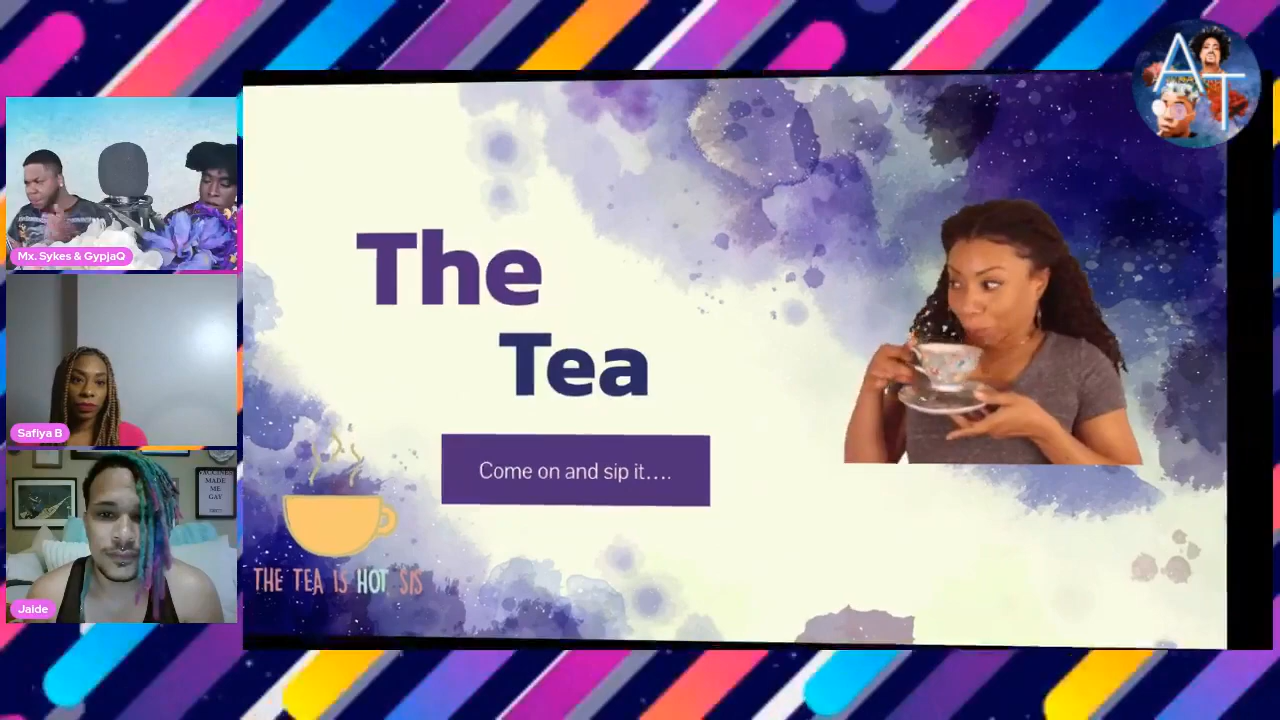 Mx. Sykes & GypjaQ
Safiya B
MADE
ME
GAY
Jaide
AT
The
Tea
Come on and sip it….
THE TEA IS HOT SIS